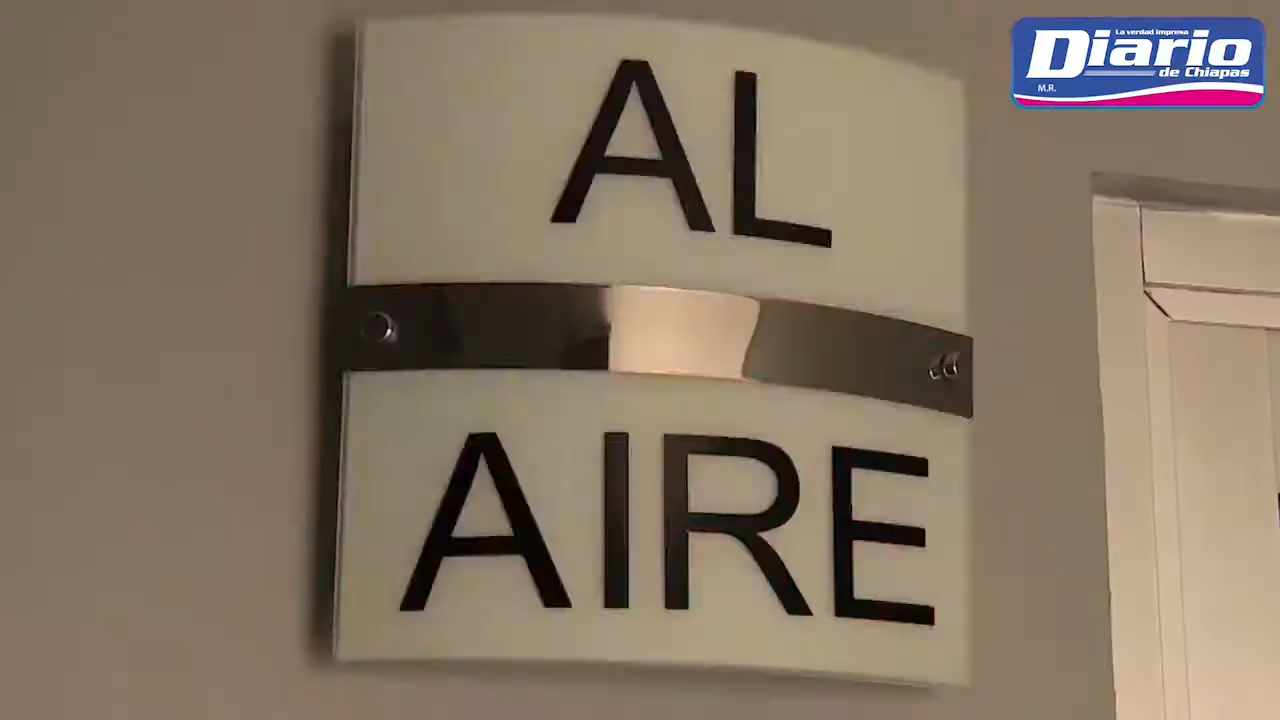 AL
AIRE
La verdad impresa
Diario
de Chiapas
M.R.